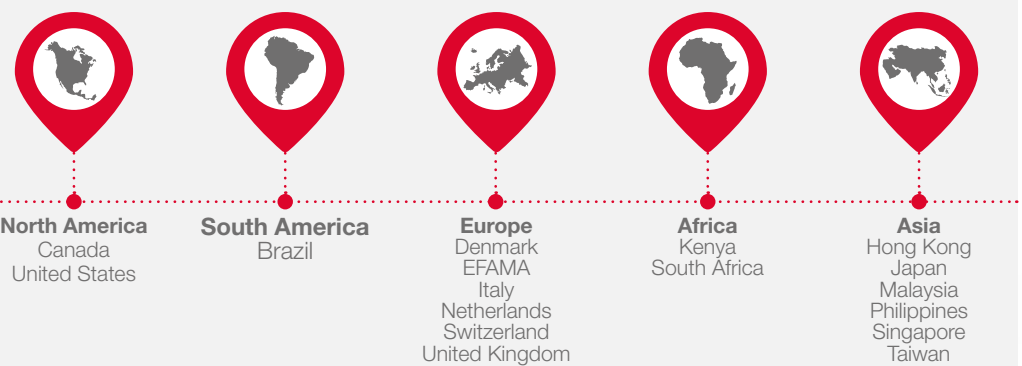 North America
Canada
United States
South America
Brazil
Europe
Denmark
EFAMA
Italy
Netherlands
Switzerland
United Kingdom
Africa
Kenya
South Africa
Asia
Hong Kong
Japan
Malaysia
Philippines
Singapore
Taiwan